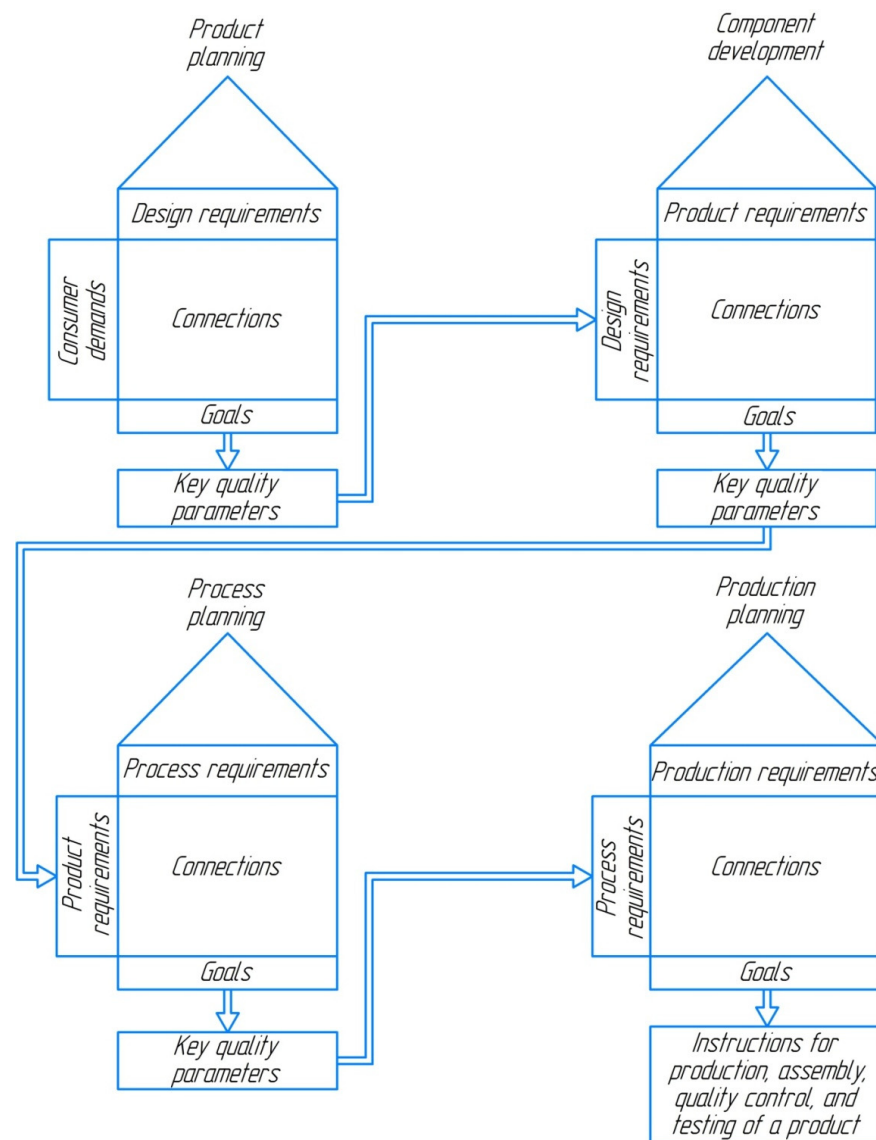 Product
planning
Design requirements
Consumer
demands
Connections
Goals
Key quality
parameters
Component
development
Product requirements
Design
requirements
Connections
Goals
Key quality
parameters
Process
planning
Process requirements
Product
requirements
Connections
Goals
Key quality
parameters
Production
planning
Production requirements
Process
requirements
Connections
Goals
Instructions for
production, assembly,
quality control, and
testing of a product